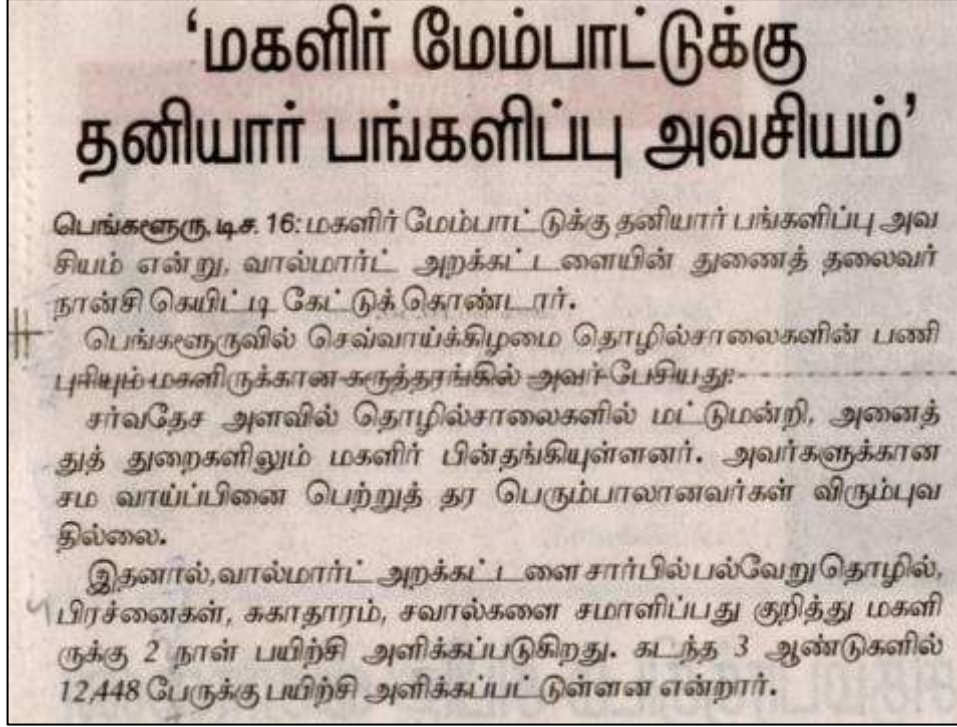 ‘மகளிர் மேம்பாட்டுக்கு
தனியார் பங்களிப்பு அவசியம்’
பெங்களூரு, டிச. 16: மகளிர் மேம்பாட்டுக்கு தனியார் பங்களிப்பு அவ
சியம் என்று, வால்மார்ட் அறக்கட்டளையின் துணைத் தலைவர்
நான்சி கெயிட்டி கேட்டுக் கொண்டார்.
பெங்களூருவில் செவ்வாய்க்கிழமை தொழில்சாலைகளின் பணி
புரியும் மகளிருக்கான கருத்தரங்கில் அவர் பேசியது:
சர்வதேச அளவில் தொழில்சாலைகளில் மட்டுமன்றி, அனைத்
துத் துறைகளிலும் மகளிர் பின்தங்கியுள்ளனர். அவர்களுக்கான
சம வாய்ப்பினை பெற்றுத் தர பெரும்பாலானவர்கள் விரும்புவ
தில்லை.
இதனால், வால்மார்ட் அறக்கட்டளை சார்பில் பல்வேறு தொழில்,
பிரச்னைகள், சுகாதாரம், சவால்களை சமாளிப்பது குறித்து மகளி
ருக்கு 2 நாள் பயிற்சி அளிக்கப்படுகிறது. கடந்த 3 ஆண்டுகளில்
12,448 பேருக்கு பயிற்சி அளிக்கப்பட்டுள்ளன என்றார்.